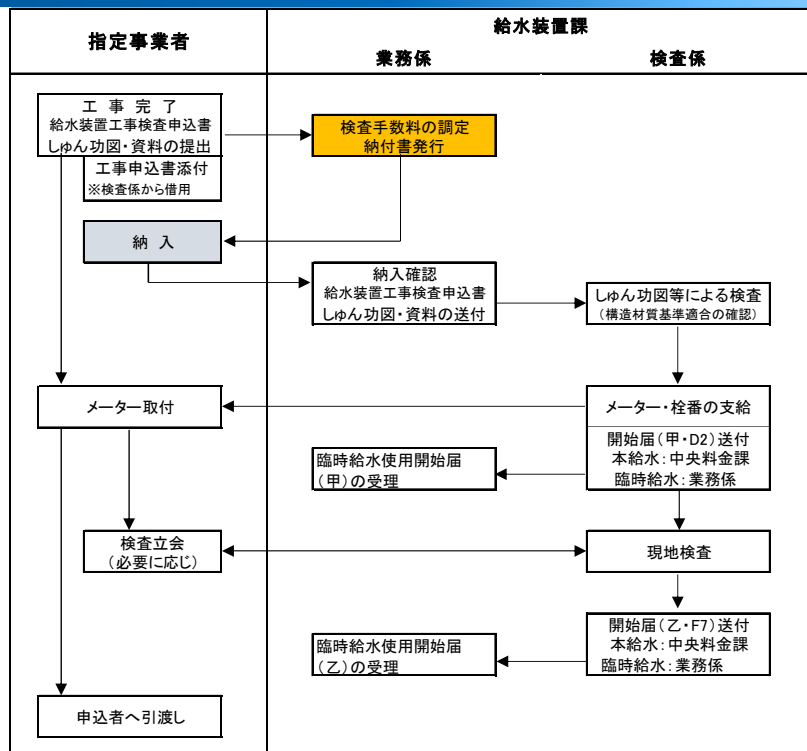 指定事業者
給水装置課
業務係
検査係
工 事 完 了
給水装置工事検査申込書
しゅん功図・資料の提出
工事申込書添付
※検査係から借用
検査手数料の調定
納付書発行
納 入
納入確認
給水装置工事検査申込書
しゅん功図・資料の送付
しゅん功図等による検査
(構造材質基準適合の確認)
メーター取付
メーター・栓番の支給
開始届(甲・D2)送付
本給水:中央料金課
臨時給水:業務係
臨時給水使用開始届
(甲)の受理
検査立会
(必要に応じ)
現地検査
開始届(乙・F7)送付
本給水:中央料金課
臨時給水:業務係
臨時給水使用開始届
(乙)の受理
申込者へ引渡し